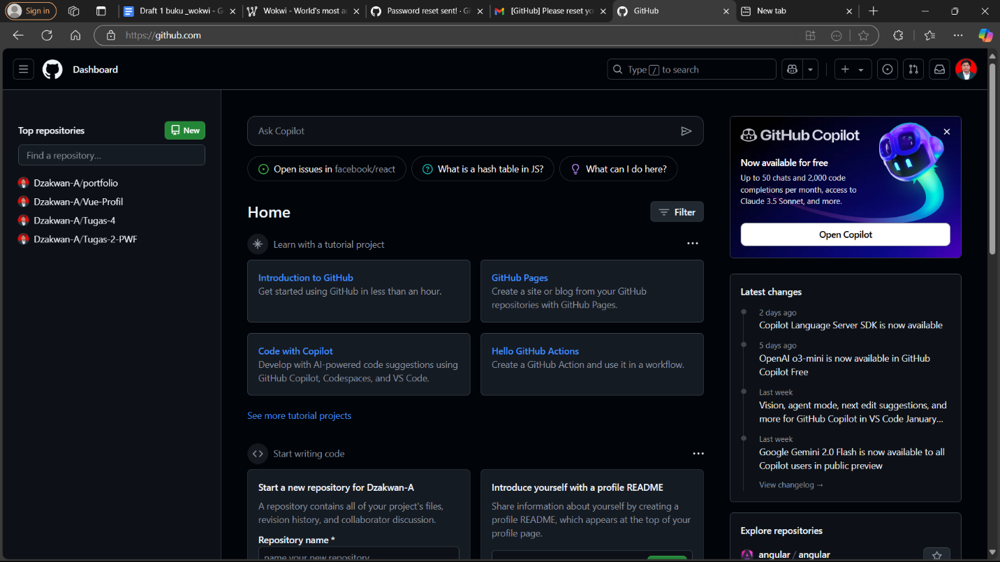 Sign in
Draft 1 buku _wokwi - G
Wokwi - World's most a
Password reset sent! · Gi
[GitHub] Please reset yo
GitHub
New tab
https://github.com
Dashboard
Type / to search
Top repositories
New
Find a repository...
Dzakwan-A/portfolio
Dzakwan-A/Vue-Profil
Dzakwan-A/Tugas-4
Dzakwan-A/Tugas-2-PWF
Ask Copilot
Open issues in facebook/react
What is a hash table in JS?
What can I do here?
Home
Filter
Learn with a tutorial project
Introduction to GitHub
Get started using GitHub in less than an hour.
GitHub Pages
Create a site or blog from your GitHub
repositories with GitHub Pages.
Code with Copilot
Develop with AI-powered code suggestions using
GitHub Copilot, Codespaces, and VS Code.
Hello GitHub Actions
Create a GitHub Action and use it in a workflow.
See more tutorial projects
Start writing code
Start a new repository for Dzakwan-A
A repository contains all of your project's files,
revision history, and collaborator discussion.
Repository name *
name your new repository...
Introduce yourself with a profile README
Share information about yourself by creating a
profile README, which appears at the top of your
profile page.
GitHub Copilot
Now available for free
Up to 50 chats and 2,000 code
completions per month, access to
Claude 3.5 Sonnet, and more.
Open Copilot
Latest changes
2 days ago
Copilot Language Server SDK is now available
5 days ago
OpenAI o3-mini is now available in GitHub
Copilot Free
Last week
Vision, agent mode, next edit suggestions, and
more for GitHub Copilot in VS Code January...
Last week
Google Gemini 2.0 Flash is now available to all
Copilot users in public preview
View changelog →
Explore repositories
angular / angular